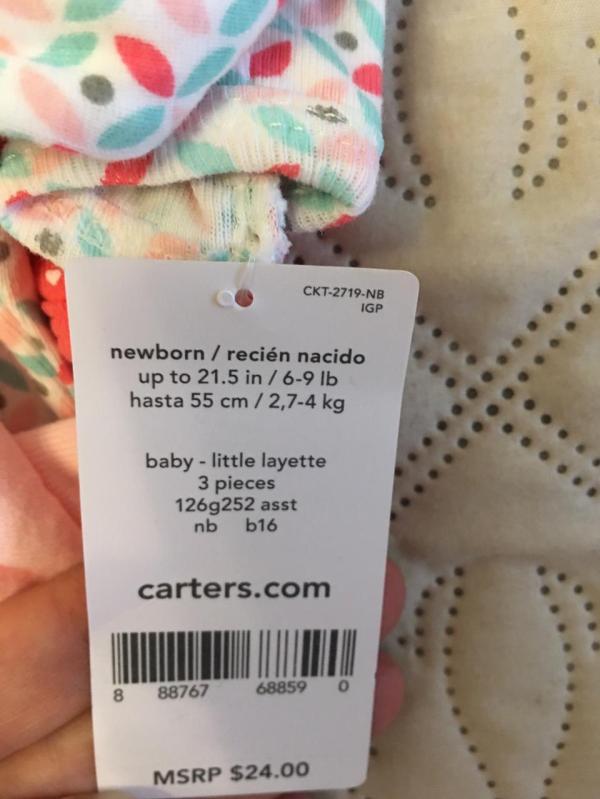 CKT-2719-NB
IGP
newborn / recién nacido
up to 21.5 in / 6-9 lb
hasta 55 cm / 2,7-4 kg
baby - little layette
3 pieces
126g252 asst
nb b16
carters.com
8 88767 68859 0
MSRP $24.00